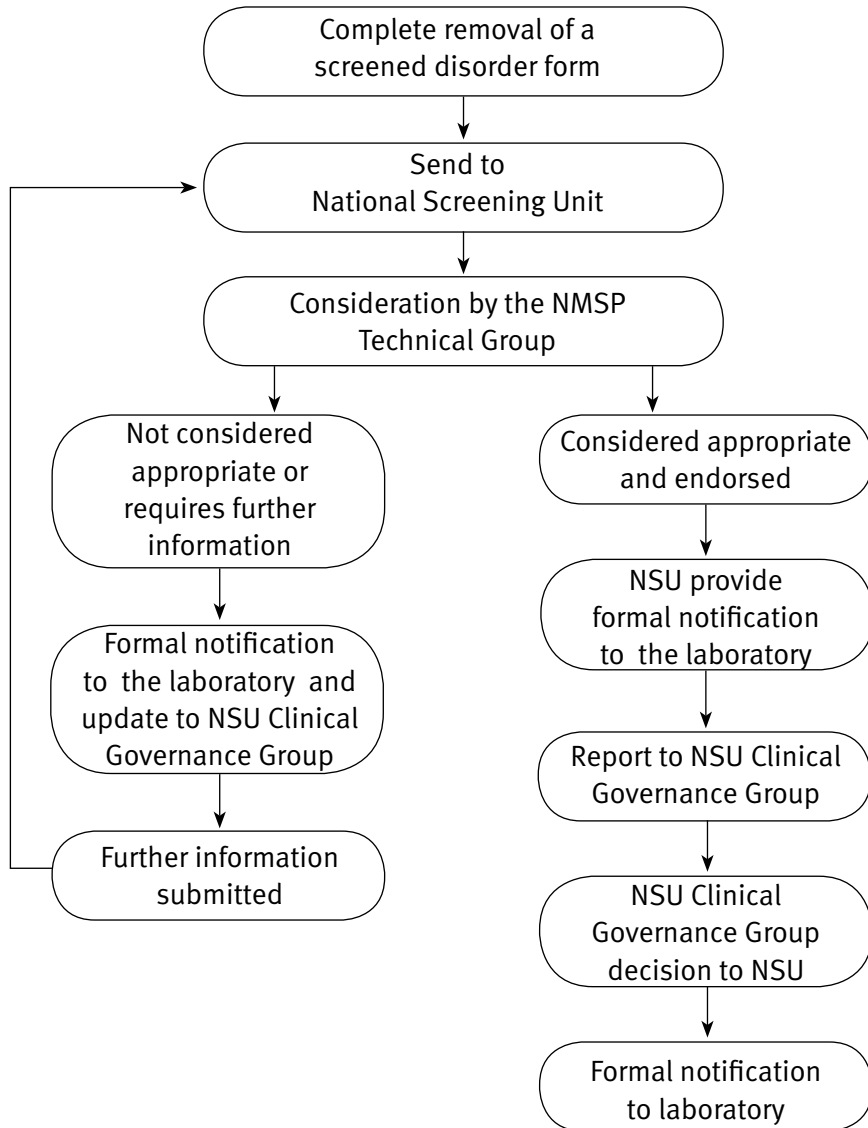 Complete removal of a
screened disorder form
Send to
National Screening Unit
Consideration by the NMSP
Technical Group
Not considered
appropriate or
requires further
information
Formal notification
to the laboratory and
update to NSU Clinical
Governance Group
Further information
submitted
Considered appropriate
and endorsed
NSU provide
formal notification
to the laboratory
Report to NSU Clinical
Governance Group
NSU Clinical
Governance Group
decision to NSU
Formal notification
to laboratory